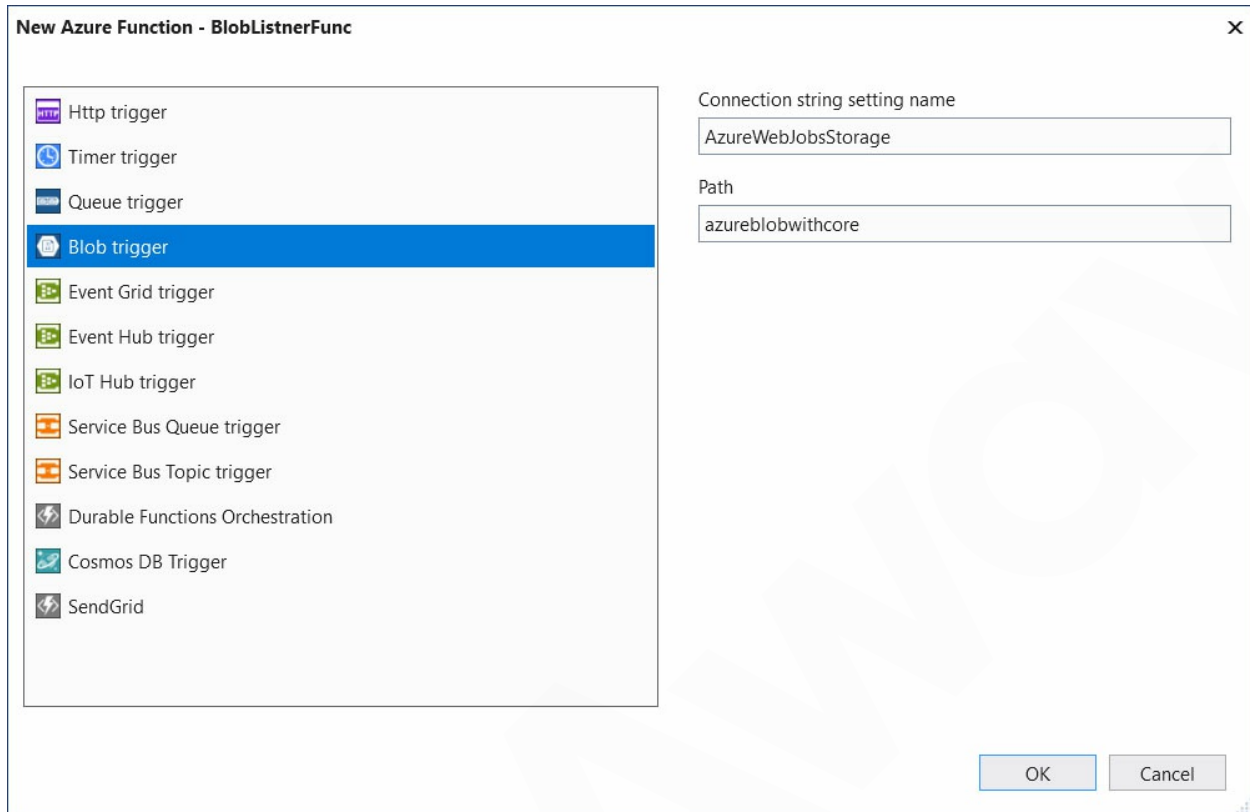 New Azure Function - BlobListnerFunc
Http trigger
Timer trigger
Queue trigger
Blob trigger
Event Grid trigger
Event Hub trigger
IoT Hub trigger
Service Bus Queue trigger
Service Bus Topic trigger
Durable Functions Orchestration
Cosmos DB Trigger
SendGrid
Connection string setting name
AzureWebJobsStorage
Path
azureblobwithcore
OK
Cancel